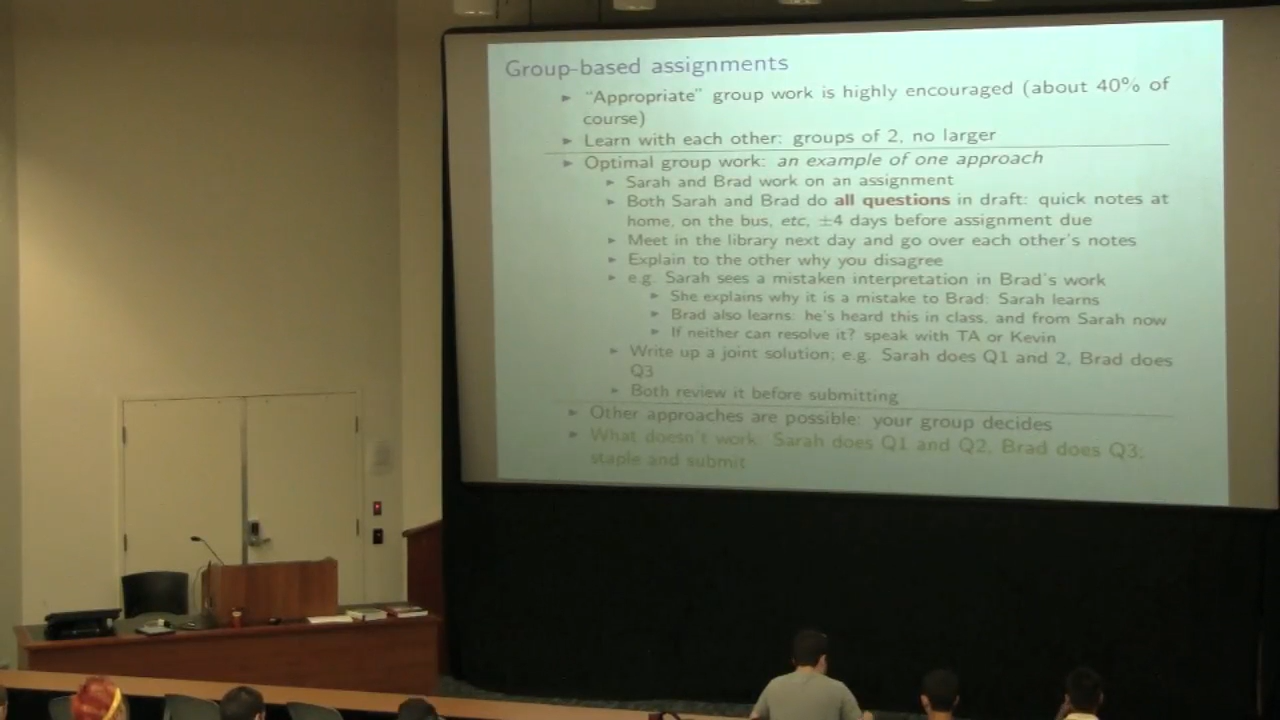 Group-based assignments
► "Appropriate" group work is highly encouraged (about 40% of
course)
► Learn with each other: groups of 2, no larger
► Optimal group work: an example of one approach
► Sarah and Brad work on an assignment
► Both Sarah and Brad do all questions in draft: quick notes at
home, on the bus, etc, ±4 days before assignment due
► Meet in the library next day and go over each other's notes
► Explain to the other why you disagree
► e.g. Sarah sees a mistaken interpretation in Brad's work
► She explains why it is a mistake to Brad: Sarah learns
► Brad also learns: he's heard this in class, and from Sarah now
► If neither can resolve it? speak with TA or Kevin
► Write up a joint solution; e.g. Sarah does Q1 and 2, Brad does
Q3
► Both review it before submitting
► Other approaches are possible: your group decides
► What doesn't work: Sarah does Q1 and Q2, Brad does Q3;
staple and submit